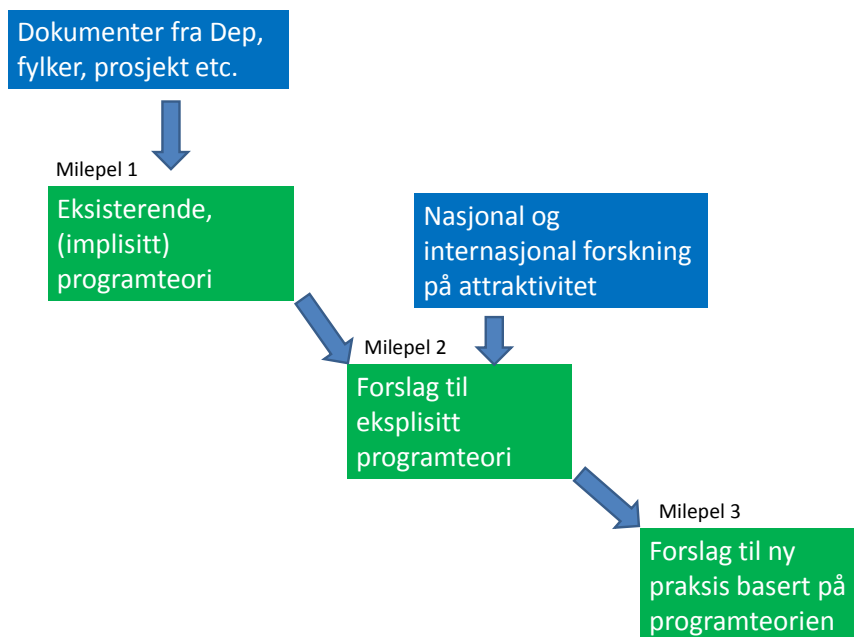 Dokumenter fra Dep,
fylker, prosjekt etc.
Milepel 1
Eksisterende,
(implisitt)
programteori
Nasjonal og
internasjonal forskning
på attraktivitet
Milepel 2
Forslag til
eksplisitt
programteori
Milepel 3
Forslag til ny
praksis basert på
programteorien